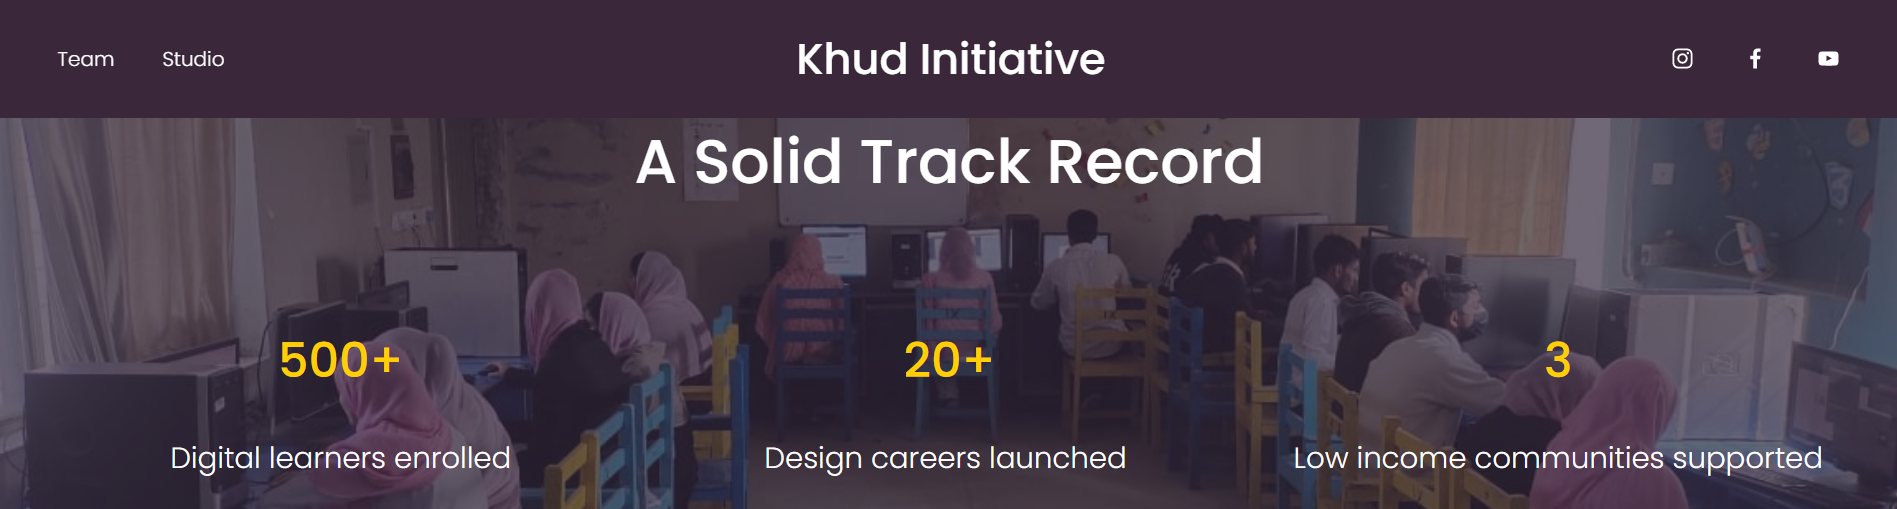 Team Studio Khud Initiative
A Solid Track Record
500+ 20+ 3
Digital learners enrolled Design careers launched Low income communities supported